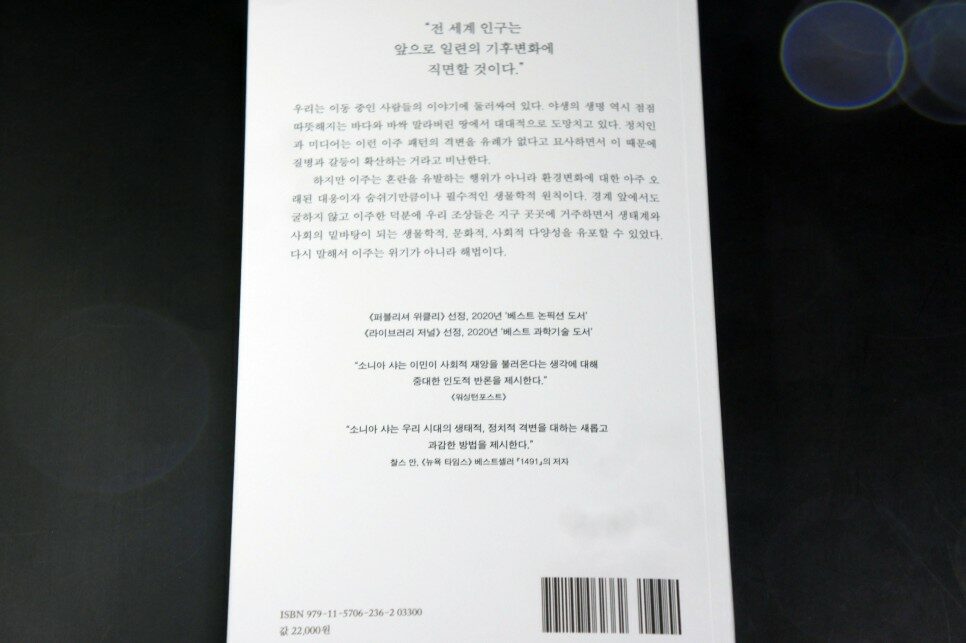 “전 세계 인구는
앞으로 일련의 기후변화에
직면할 것이다.”
우리는 이동 중인 사람들의 이야기에 둘러싸여 있다. 야생의 생명 역시 점점
따뜻해지는 바다와 바싹 말라버린 땅에서 대대적으로 도망치고 있다. 정치인
과 미디어는 이런 이주 패턴의 격변을 유례가 없다고 묘사하면서 이 때문에
질병과 갈등이 확산하는 거라고 비난한다.
하지만 이주는 혼란을 유발하는 행위가 아니라 환경변화에 대한 아주 오
래된 대응이자 숨쉬기만큼이나 필수적인 생물학적 원칙이다. 경계 앞에서도
굴하지 않고 이주한 덕분에 우리 조상들은 지구 곳곳에 거주하면서 생태계와
사회의 밑바탕이 되는 생물학적, 문화적, 사회적 다양성을 유포할 수 있었다.
다시 말해서 이주는 위기가 아니라 해법이다.
《퍼블리셔 위클리》 선정, 2020년 ‘베스트 논픽션 도서’
《라이브러리 저널》 선정, 2020년 ‘베스트 과학기술 도서’
“소니아 샤는 이민이 사회적 재앙을 불러온다는 생각에 대해
중대한 인도적 반론을 제시한다.”
《워싱턴포스트》
“소니아 샤는 우리 시대의 생태적, 정치적 격변을 대하는 새롭고
과감한 방법을 제시한다.”
찰스 만, 《뉴욕 타임스》 베스트셀러 『1491』의 저자
ISBN 979-11-5706-236-2 03300
값 22,000원